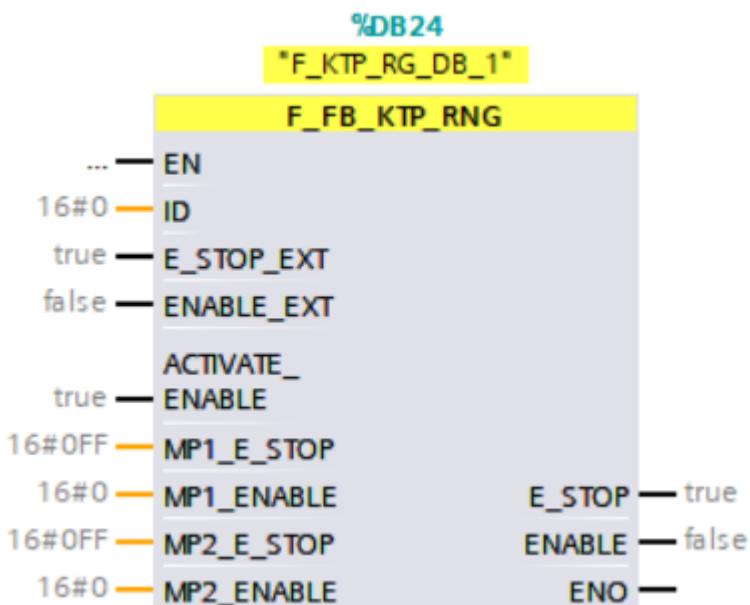 %DB24
"F_KTP_RG_DB_1"
F_FB_KTP_RNG
... EN
16#0 ID
true E_STOP_EXT
false ENABLE_EXT
ACTIVATE_
true ENABLE
16#0FF MP1_E_STOP
16#0 MP1_ENABLE E_STOP true
16#0FF MP2_E_STOP ENABLE false
16#0 MP2_ENABLE ENO